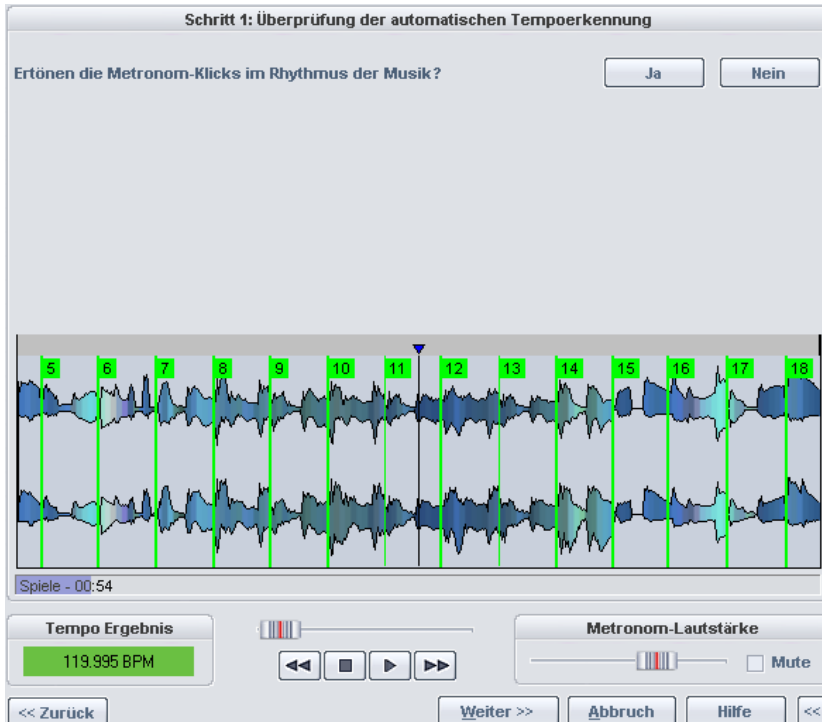 Schritt 1: Überprüfung der automatischen Tempoerkennung
Ertönen die Metronom-Klicks im Rhythmus der Musik?
Ja
Nein
5 6 7 8 9 10 11 12 13 14 15 16 17 18
Spiele - 00:54
Tempo Ergebnis
119.995 BPM
Metronom-Lautstärke
Mute
<< Zurück
Weiter >>
Abbruch
Hilfe
<<